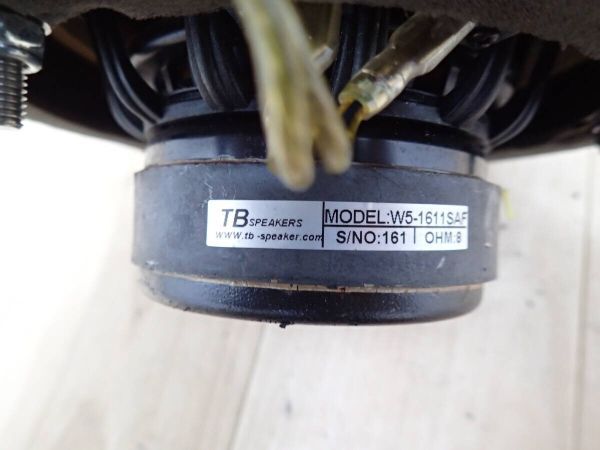 TB SPEAKERS
www.tb-speaker.com
MODEL:W5-1611SAF
S/NO:161
OHM:8